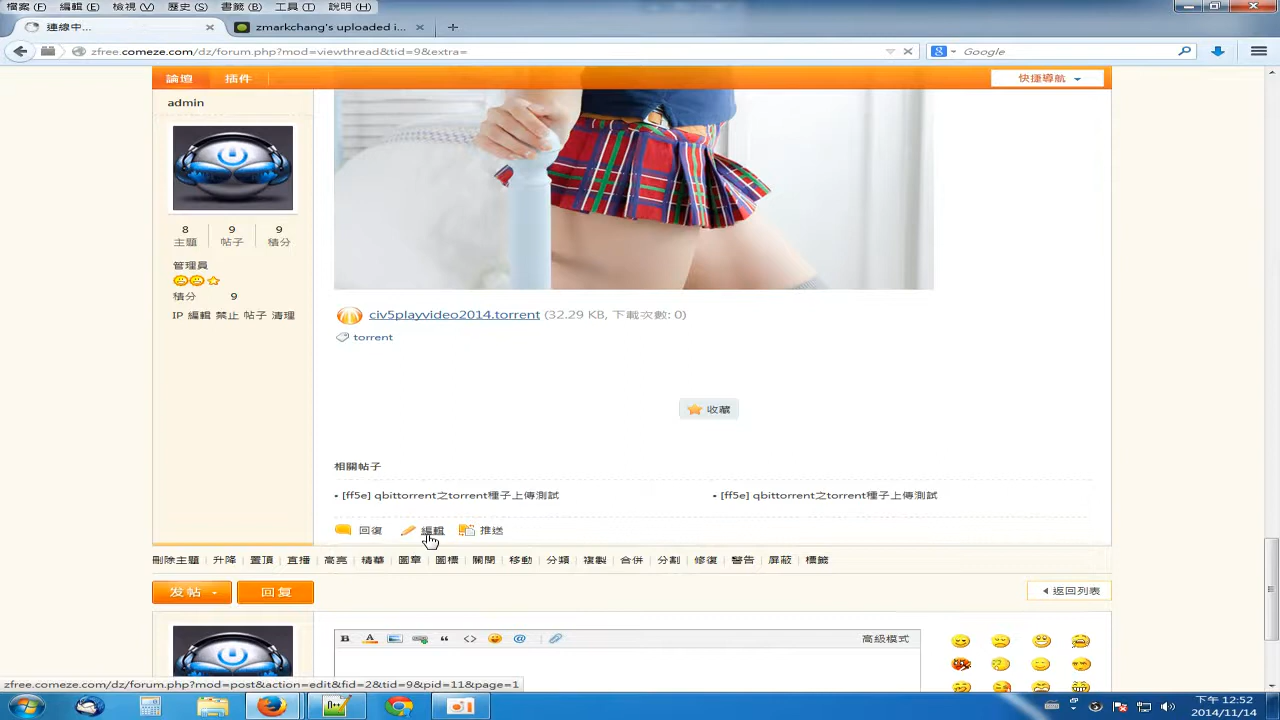 檔案(F) 編輯(E) 檢視(V) 歷史(S) 書籤(B) 工具(T) 說明(H)
連線中... × zmarkchang's uploaded i... × +
zfree.comeze.com/dz/forum.php?mod=viewthread&tid=9&extra=
Google
論壇 插件 快捷導航
admin
8 9 9
主題 帖子 積分
管理員
積分 9
IP 編輯 禁止 帖子 清理
civ5playvideo2014.torrent (32.29 KB, 下載次數: 0)
torrent
收藏
相關帖子
• [ff5e] qbittorrent之torrent種子上傳測試 • [ff5e] qbittorrent之torrent種子上傳測試
回復 編輯 推送
刪除主題 | 升降 | 置頂 | 直播 | 高亮 | 精華 | 圖章 | 圖標 | 關閉 | 移動 | 分類 | 複製 | 合併 | 分割 | 修復 | 警告 | 屏蔽 | 標籤
发帖 回复 返回列表
B A <> @ 高級模式
zfree.comeze.com/dz/forum.php?mod=post&action=edit&fid=2&tid=9&pid=11&page=1
下午 12:52
2014/11/14